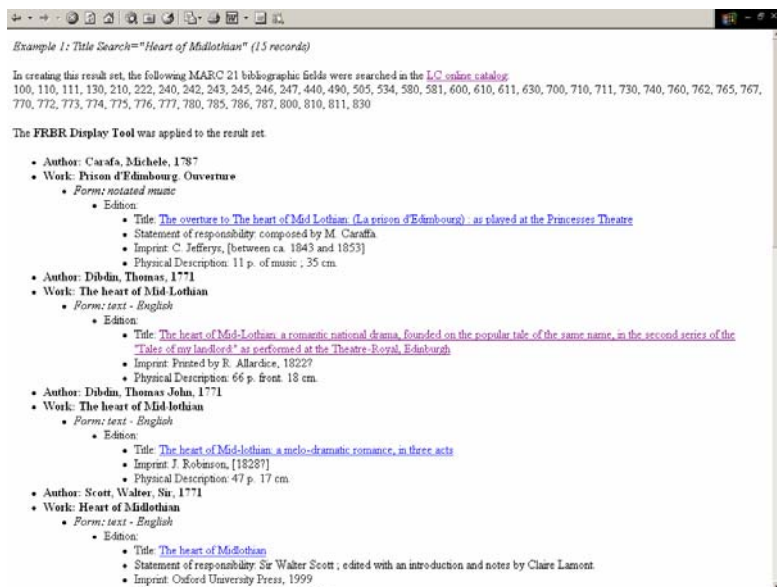 Example 1: Title Search="Heart of Midlothian" (15 records)
In creating this result set, the following MARC 21 bibliographic fields were searched in the LC online catalog:
100, 110, 111, 130, 210, 222, 240, 242, 243, 245, 246, 247, 440, 490, 505, 534, 580, 581, 600, 610, 611, 630, 700, 710, 711, 730, 740, 760, 762, 765, 767,
770, 772, 773, 774, 775, 776, 777, 780, 785, 786, 787, 800, 810, 811, 830
The FRBR Display Tool was applied to the result set.
• Author: Carafa, Michele, 1787
• Work: Prison d'Edimbourg. Ouverture
• Form: notated music
• Edition:
• Title: The overture to The heart of Mid Lothian: (La prison d'Edimbourg) : as played at the Princesses Theatre
• Statement of responsibility: composed by M. Caraffa.
• Imprint: C. Jefferys, [between ca. 1843 and 1853]
• Physical Description: 11 p. of music ; 35 cm.
• Author: Dibdin, Thomas, 1771
• Work: The heart of Mid-Lothian
• Form: text - English
• Edition:
• Title: The heart of Mid-Lothian: a romantic national drama, founded on the popular tale of the same name, in the second series of the
"Tales of my landlord:" as performed at the Theatre-Royal, Edinburgh
• Imprint: Printed by R. Allardice, 1822?
• Physical Description: 66 p. front. 18 cm.
• Author: Dibdin, Thomas John, 1771
• Work: The heart of Mid-lothian
• Form: text - English
• Edition:
• Title: The heart of Mid-lothian: a melo-dramatic romance, in three acts
• Imprint: J. Robinson, [1828?]
• Physical Description: 47 p. 17 cm.
• Author: Scott, Walter, Sir, 1771
• Work: Heart of Midlothian
• Form: text - English
• Edition:
• Title: The heart of Midlothian
• Statement of responsibility: Sir Walter Scott ; edited with an introduction and notes by Claire Lamont.
• Imprint: Oxford University Press, 1999